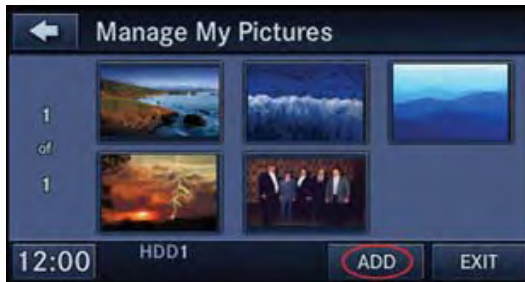 Manage My Pictures
1
of
1
12:00
HDD1
ADD
EXIT